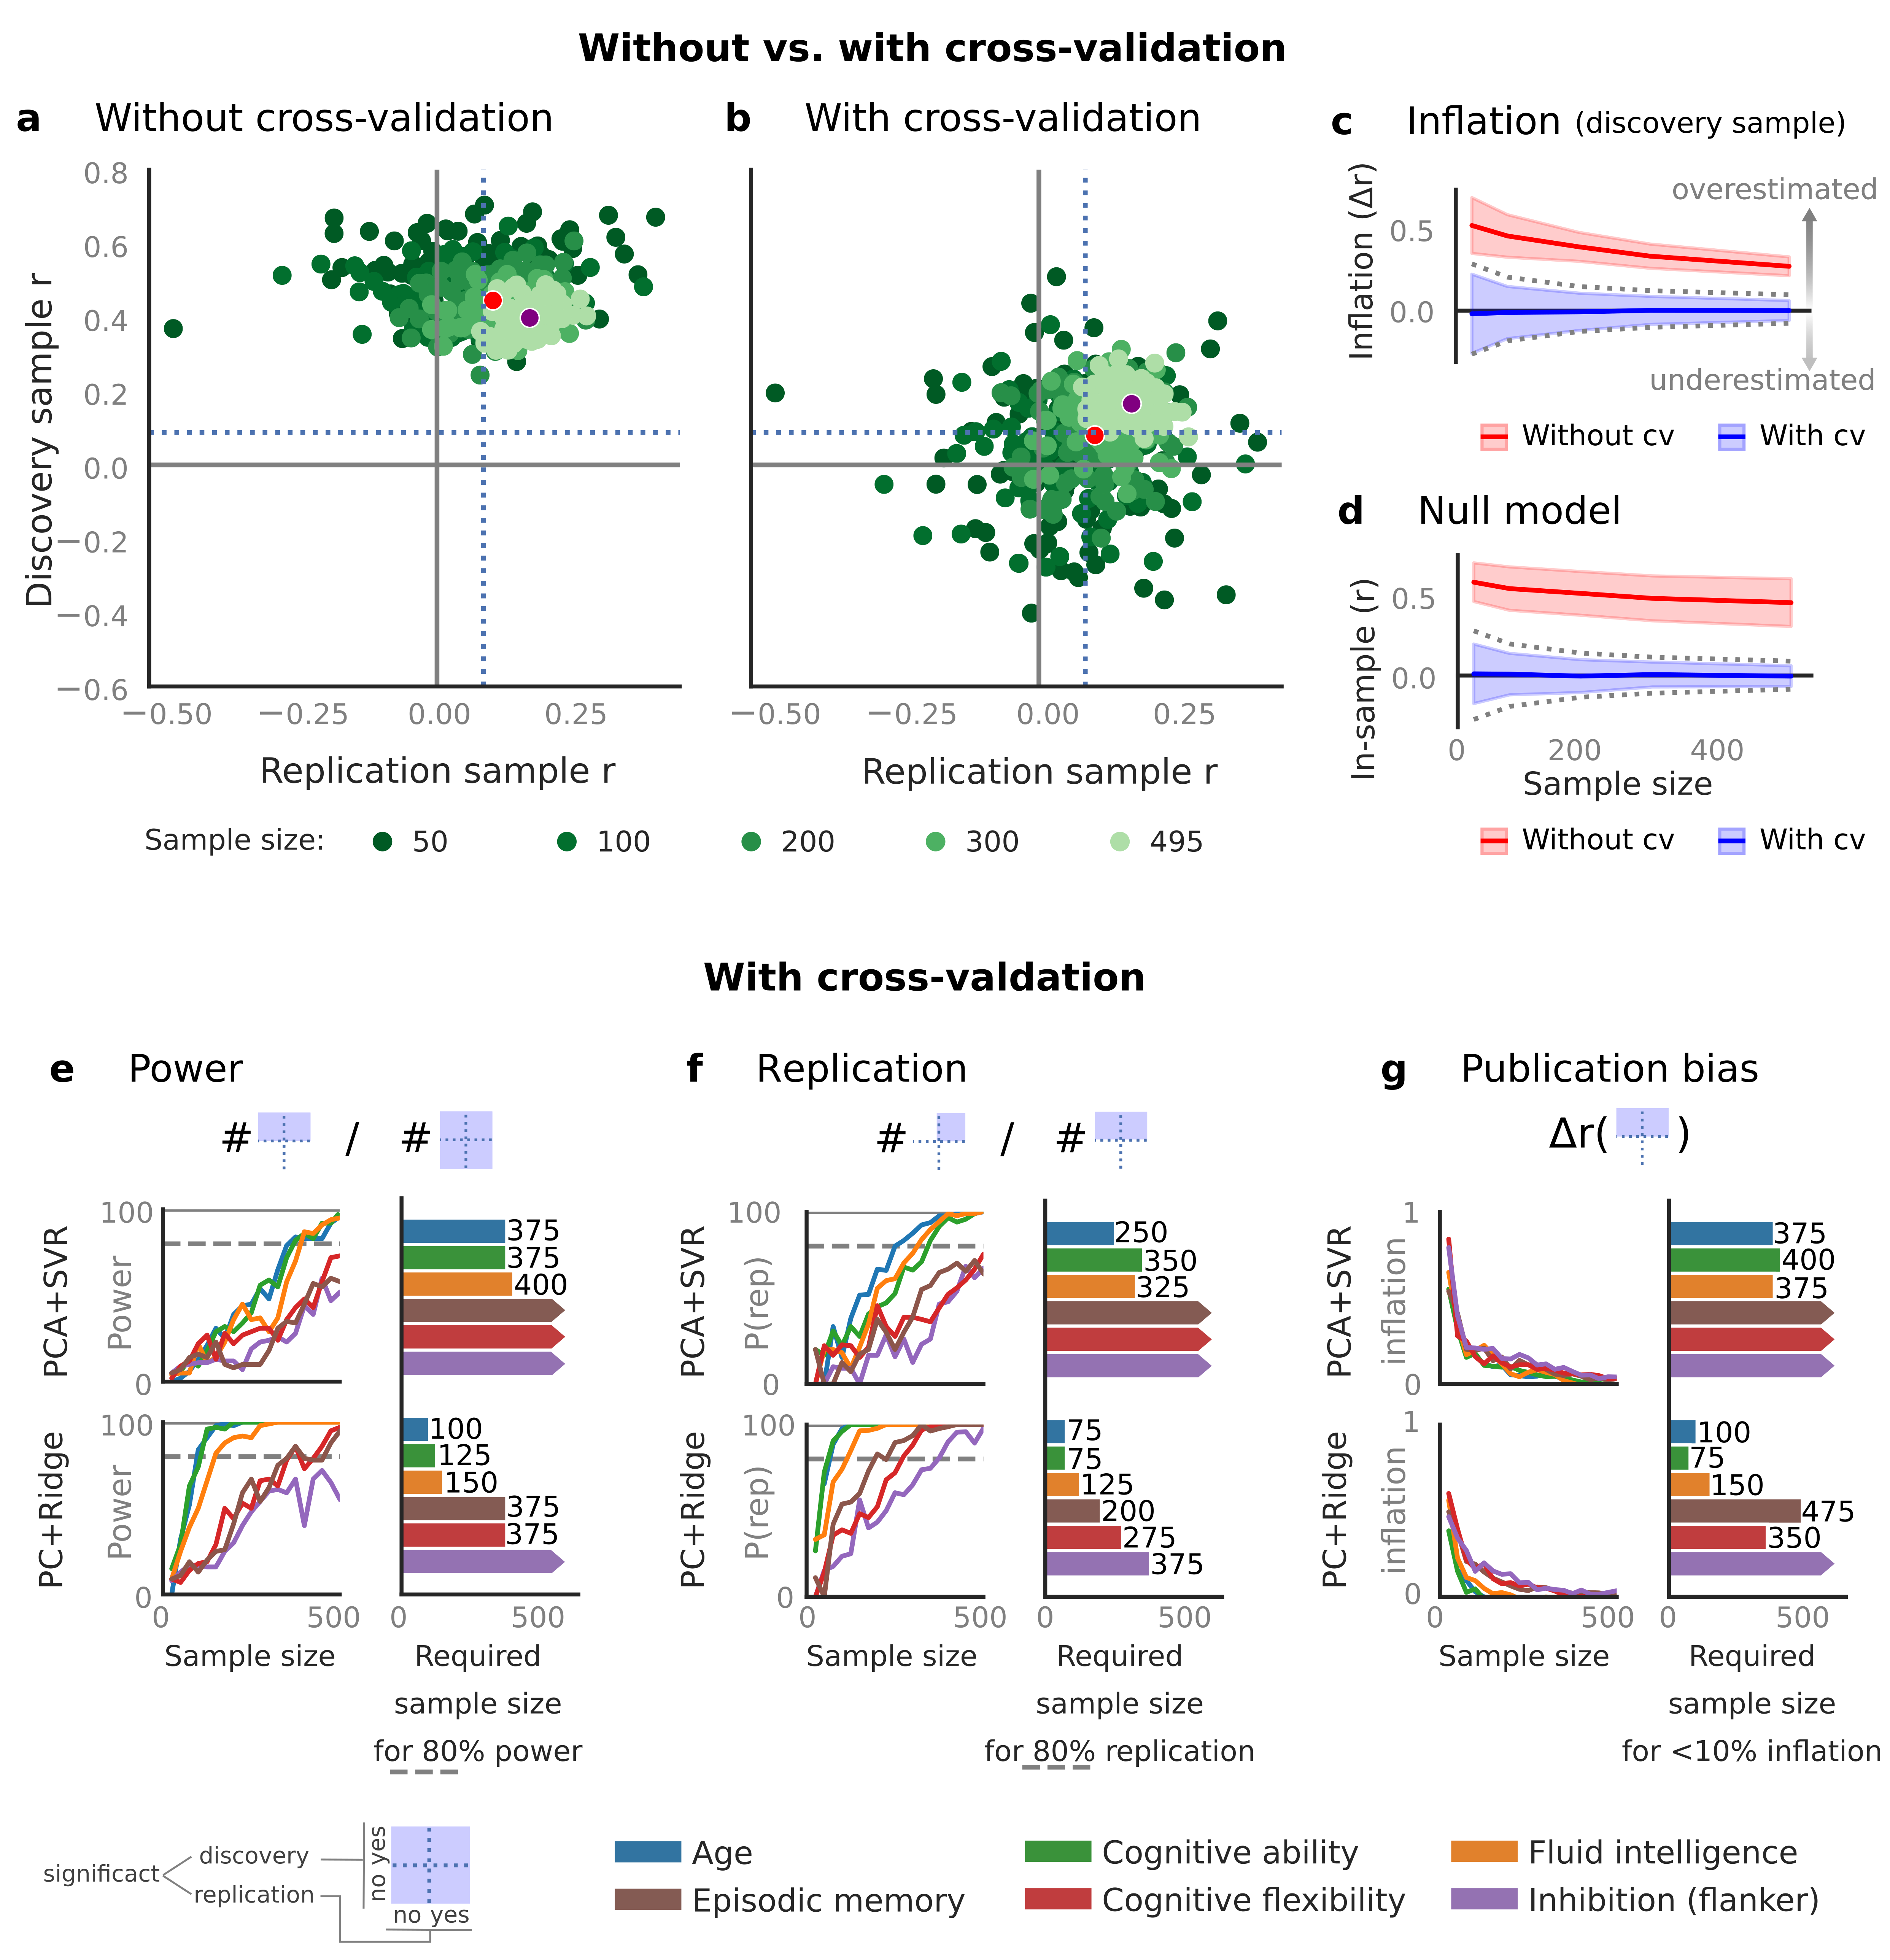 Without vs. with cross-validation
a Without cross-validation
b With cross-validation
c Inflation (discovery sample)
Discovery sample r
0.8
0.6
0.4
0.2
0.0
−0.2
−0.4
−0.6
−0.50 −0.25 0.00 0.25
Replication sample r
−0.50 −0.25 0.00 0.25
Replication sample r
Sample size: 50 100 200 300 495
Inflation (Δr)
0.5
0.0
overestimated
underestimated
Without cv With cv
d Null model
In-sample (r)
0.5
0.0
0 200 400
Sample size
Without cv With cv
With cross-valdation
e Power
# / #
PCA+SVR
Power
100
0
375
375
400
PC+Ridge
Power
100
0
100
125
150
375
375
0 500
Sample size
0 500
Required
sample size
for 80% power
f Replication
# / #
PCA+SVR
P(rep)
100
0
250
350
325
PC+Ridge
P(rep)
100
0
75
75
125
200
275
375
0 500
Sample size
0 500
Required
sample size
for 80% replication
g Publication bias
Δr( )
PCA+SVR
inflation
1
0
375
400
375
PC+Ridge
inflation
1
0
100
75
150
475
350
0 500
Sample size
0 500
Required
sample size
for <10% inflation
significact
discovery
replication
no yes
no yes
Age
Cognitive ability
Fluid intelligence
Episodic memory
Cognitive flexibility
Inhibition (flanker)